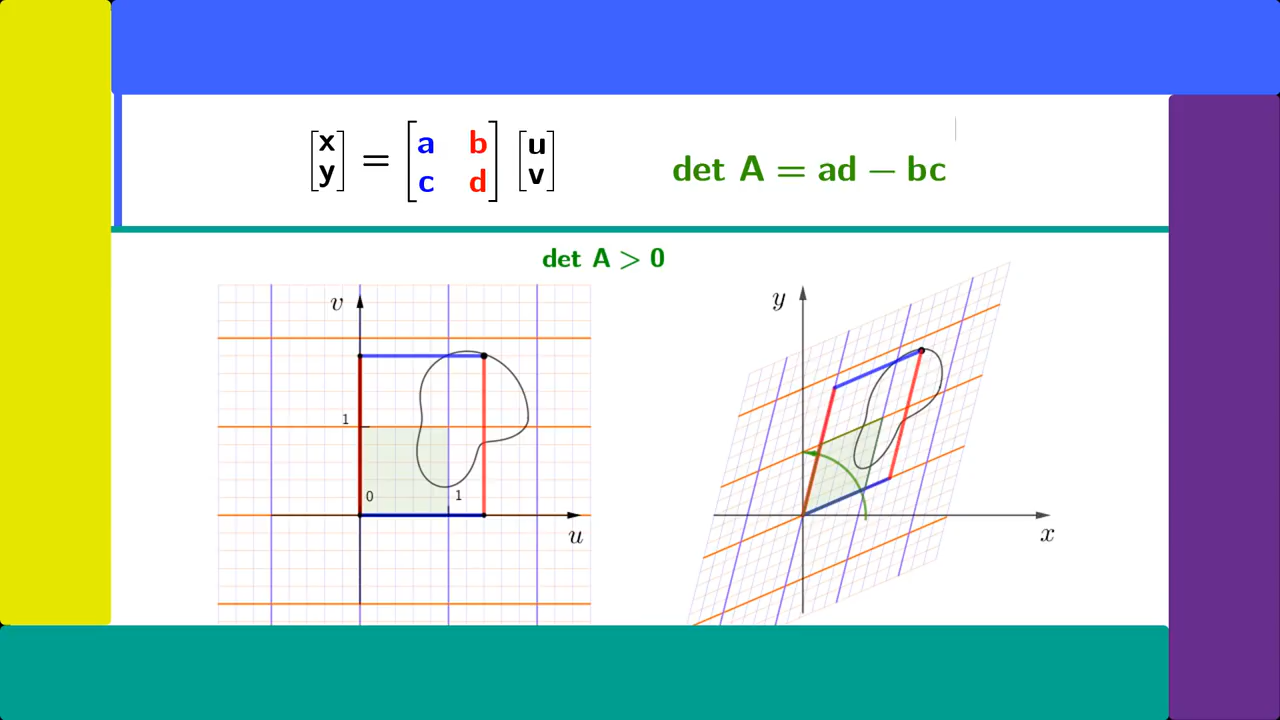 [x y] = [a b c d] [u v]
det A = ad − bc
det A > 0
v
1
0
1
u
y
x